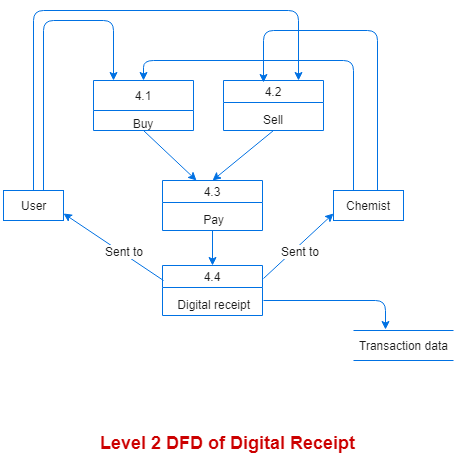 4.1
4.2
Buy
Sell
4.3
User
Chemist
Pay
Sent to
Sent to
4.4
Digital receipt
Transaction data
Level 2 DFD of Digital Receipt